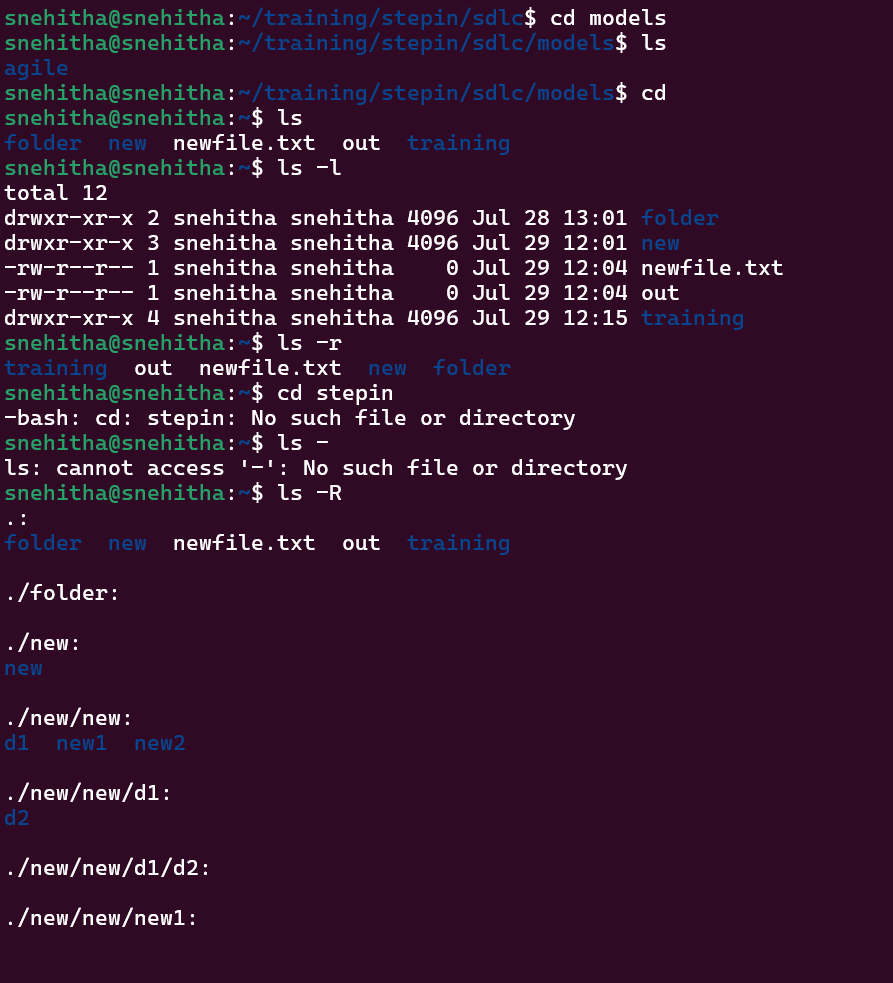 snehitha@snehitha:~/training/stepin/sdlc$ cd models
snehitha@snehitha:~/training/stepin/sdlc/models$ ls
agile
snehitha@snehitha:~/training/stepin/sdlc/models$ cd
snehitha@snehitha:~$ ls
folder  new  newfile.txt  out  training
snehitha@snehitha:~$ ls -l
total 12
drwxr-xr-x 2 snehitha snehitha 4096 Jul 28 13:01 folder
drwxr-xr-x 3 snehitha snehitha 4096 Jul 29 12:01 new
-rw-r--r-- 1 snehitha snehitha    0 Jul 29 12:04 newfile.txt
-rw-r--r-- 1 snehitha snehitha    0 Jul 29 12:04 out
drwxr-xr-x 4 snehitha snehitha 4096 Jul 29 12:15 training
snehitha@snehitha:~$ ls -r
training  out  newfile.txt  new  folder
snehitha@snehitha:~$ cd stepin
-bash: cd: stepin: No such file or directory
snehitha@snehitha:~$ ls -
ls: cannot access '-': No such file or directory
snehitha@snehitha:~$ ls -R
.:
folder  new  newfile.txt  out  training

./folder:

./new:
new

./new/new:
d1  new1  new2

./new/new/d1:
d2

./new/new/d1/d2:

./new/new/new1: